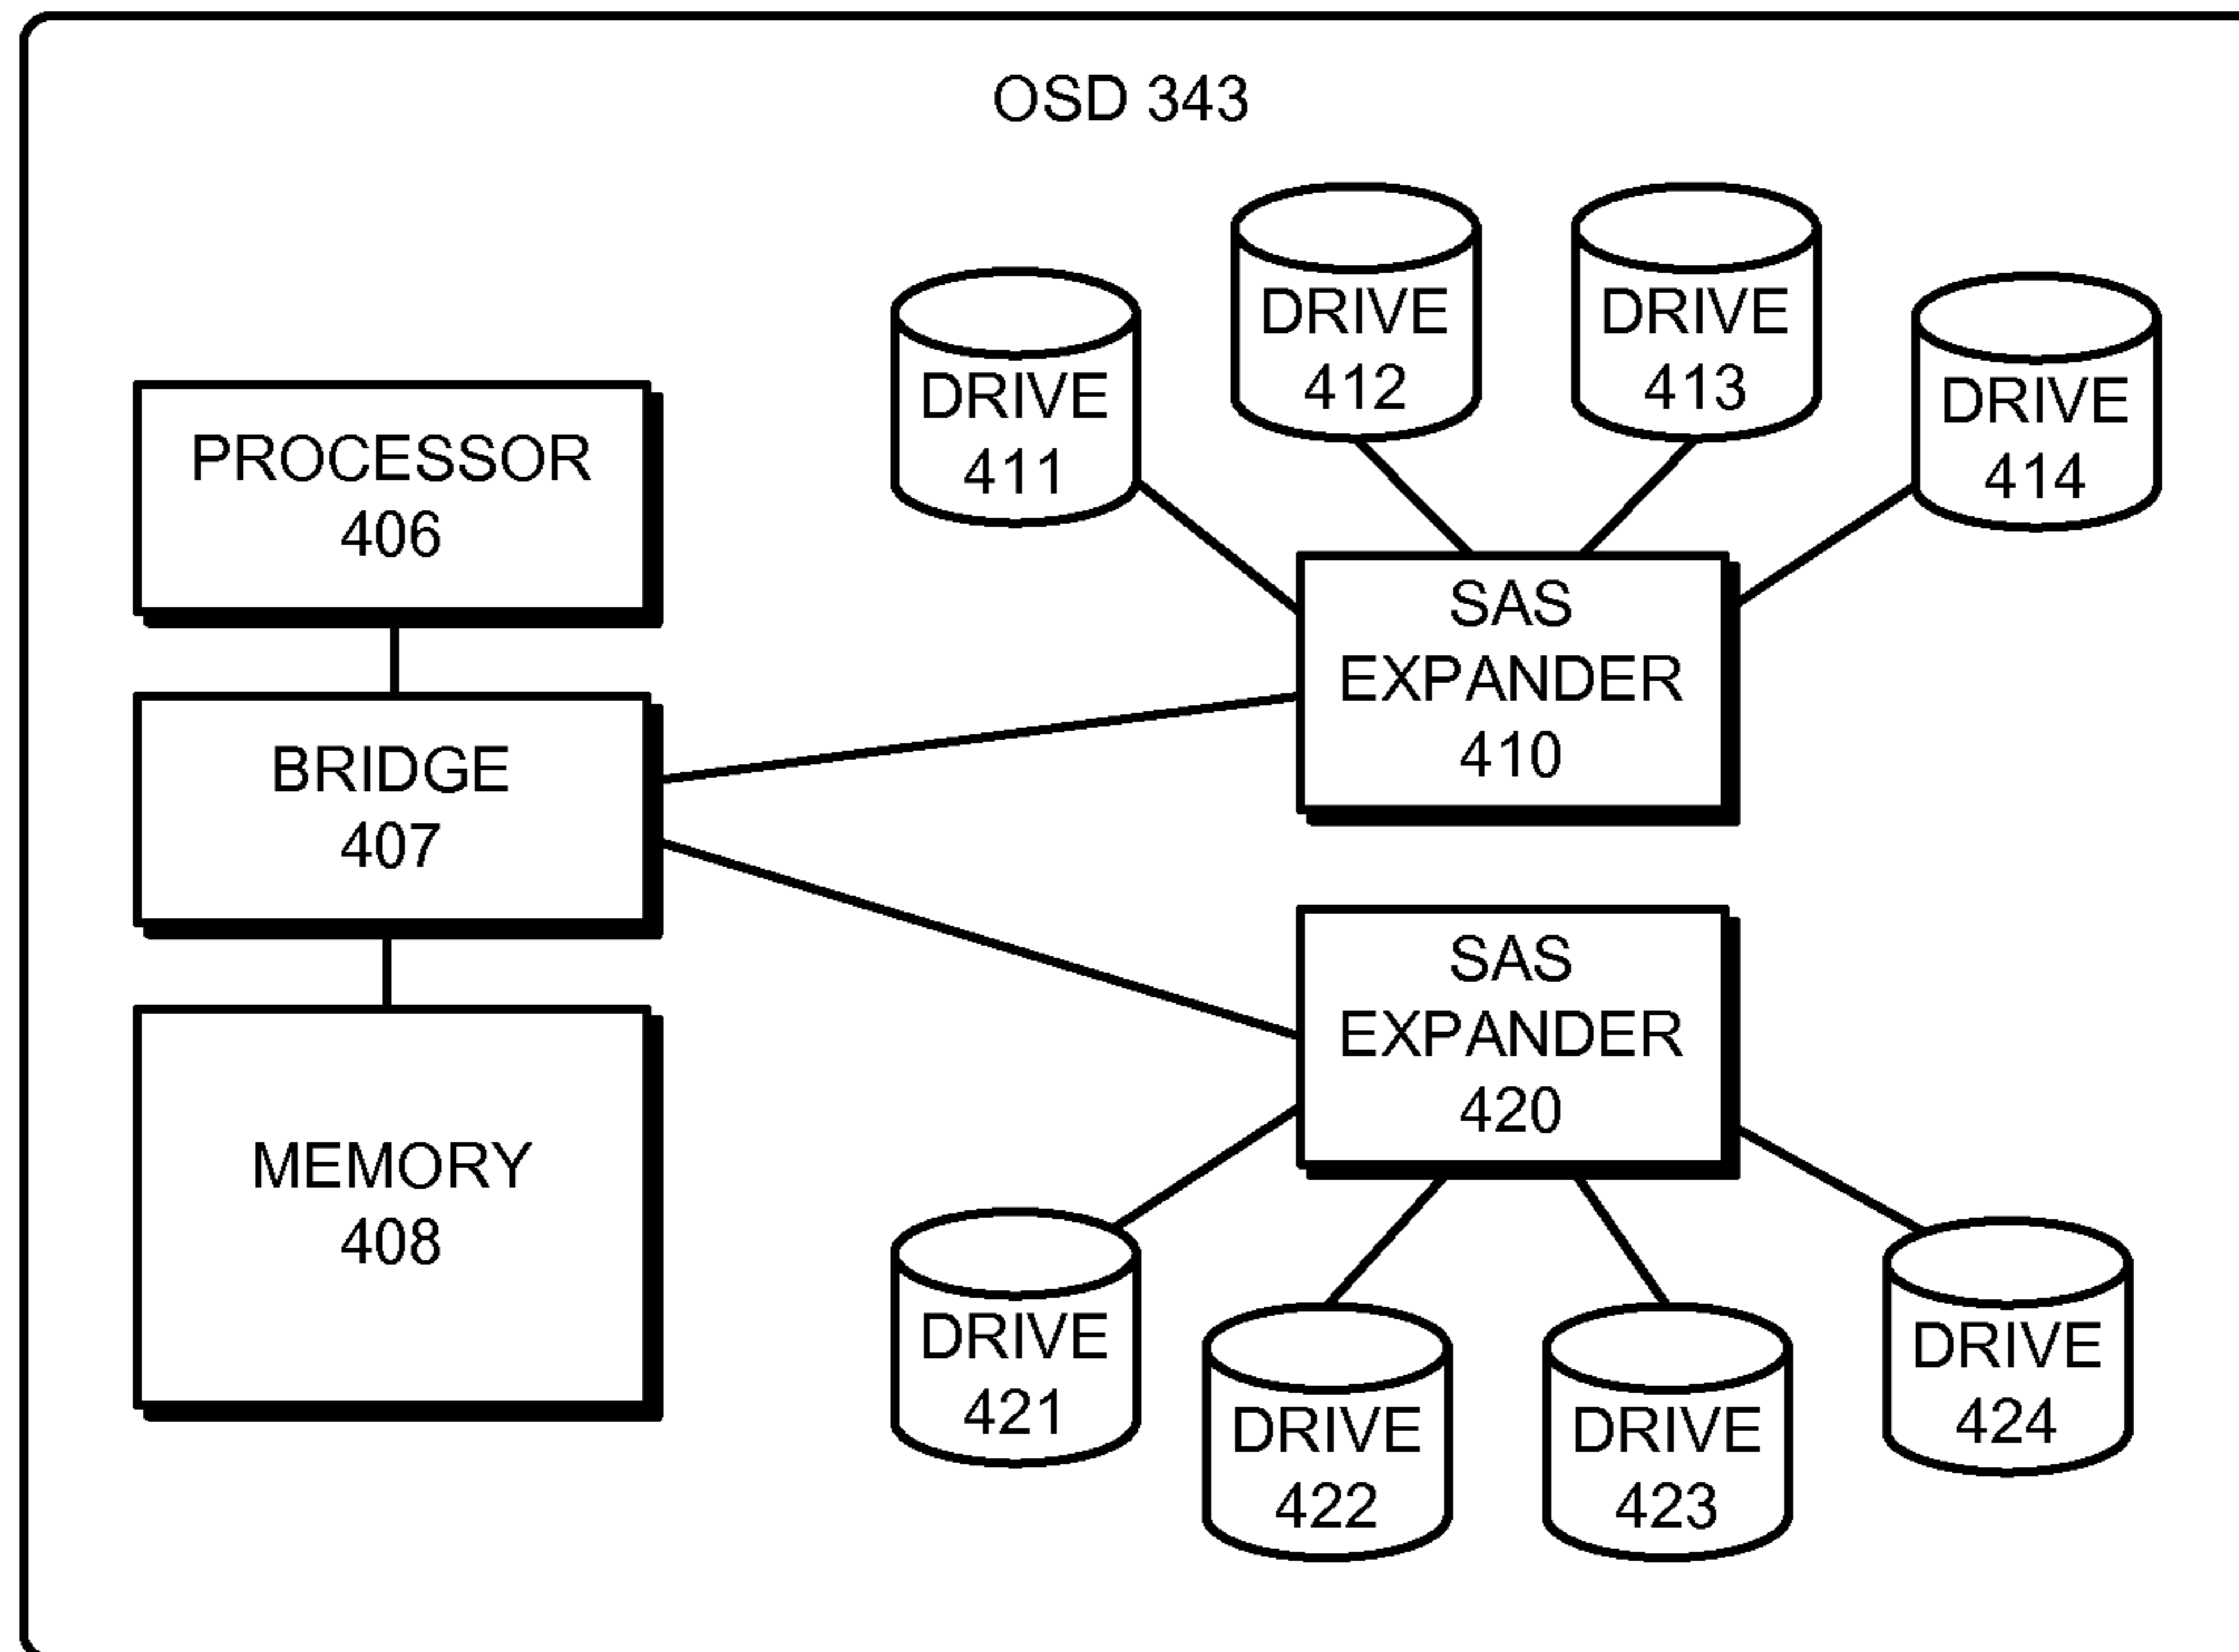 OSD 343
DRIVE
412
DRIVE
413
DRIVE
411
DRIVE
414
PROCESSOR
406
SAS
EXPANDER
410
BRIDGE
407
SAS
EXPANDER
420
MEMORY
408
DRIVE
421
DRIVE
422
DRIVE
423
DRIVE
424